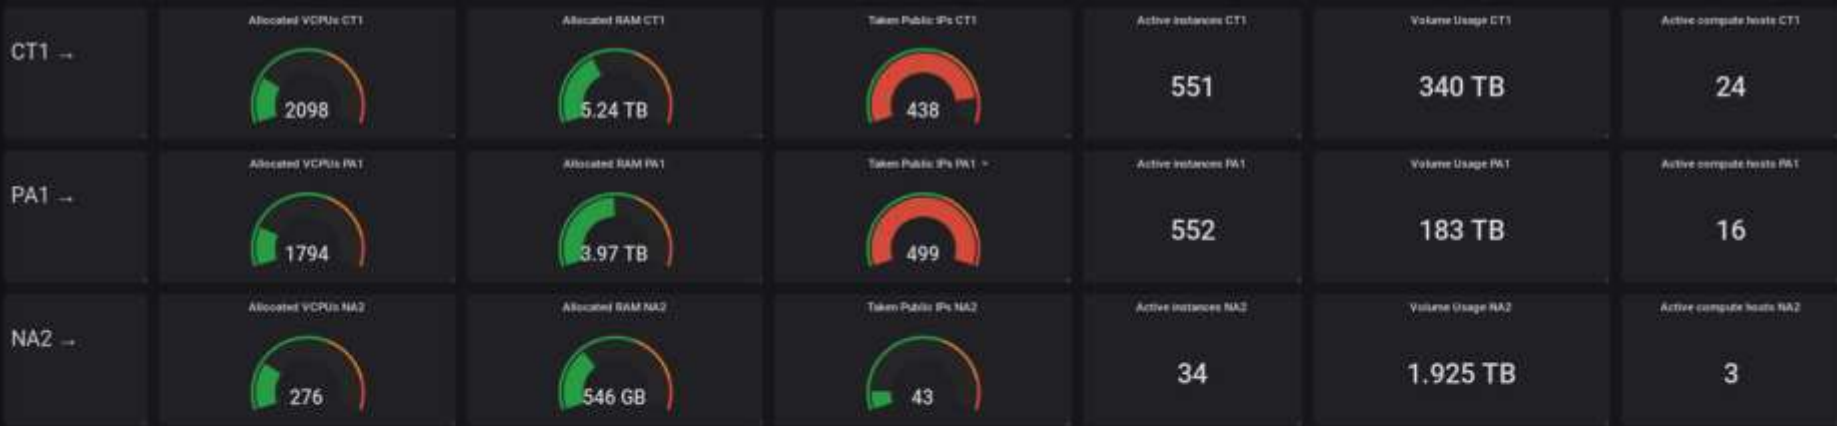 Allocated VCPUs CT1 Allocated RAM CT1 Taken Public IPs CT1 Active instances CT1 Volume Usage CT1 Active compute hosts CT1
CT1 → 2098 5.24 TB 438 551 340 TB 24
Allocated VCPUs PA1 Allocated RAM PA1 Taken Public IPs PA1 Active instances PA1 Volume Usage PA1 Active compute hosts PA1
PA1 → 1794 3.97 TB 499 552 183 TB 16
Allocated VCPUs NA2 Allocated RAM NA2 Taken Public IPs NA2 Active instances NA2 Volume Usage NA2 Active compute hosts NA2
NA2 → 276 546 GB 43 34 1.925 TB 3